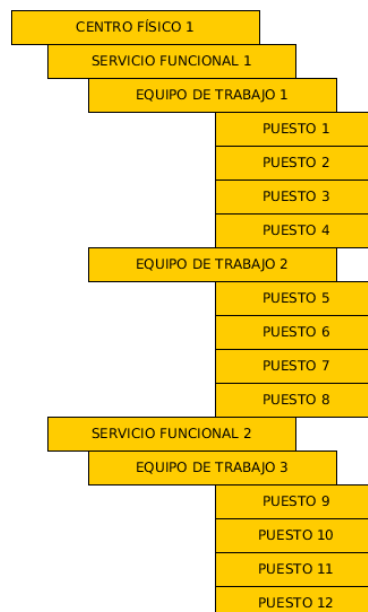 CENTRO FÍSICO 1
SERVICIO FUNCIONAL 1
EQUIPO DE TRABAJO 1
PUESTO 1
PUESTO 2
PUESTO 3
PUESTO 4
EQUIPO DE TRABAJO 2
PUESTO 5
PUESTO 6
PUESTO 7
PUESTO 8
SERVICIO FUNCIONAL 2
EQUIPO DE TRABAJO 3
PUESTO 9
PUESTO 10
PUESTO 11
PUESTO 12